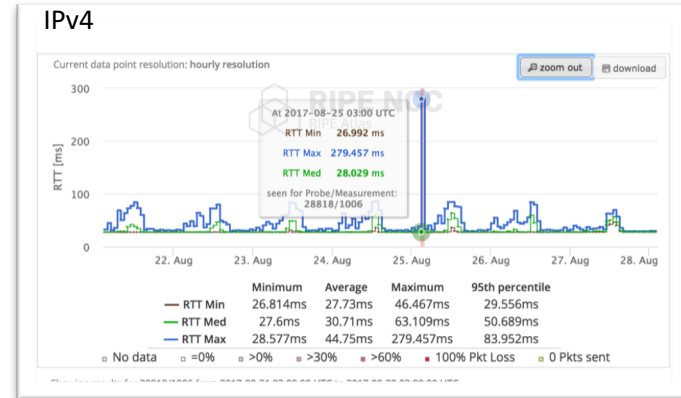 IPv4
Current data point resolution: hourly resolution
zoom out
download
RIPE NCC
RIPE Atlas
At 2017-08-25 03:00 UTC
RTT Min 26.992 ms
RTT Max 279.457 ms
RTT Med 28.029 ms
seen for Probe/Measurement:
28818/1006
RTT [ms]
300
200
100
0
22. Aug 23. Aug 24. Aug 25. Aug 26. Aug 27. Aug 28. Aug
Minimum Average Maximum 95th percentile
RTT Min 26.814ms 27.73ms 46.467ms 29.556ms
RTT Med 27.6ms 30.71ms 63.109ms 50.689ms
RTT Max 28.577ms 44.75ms 279.457ms 83.952ms
No data =0% >0% >30% >60% 100% Pkt Loss 0 Pkts sent